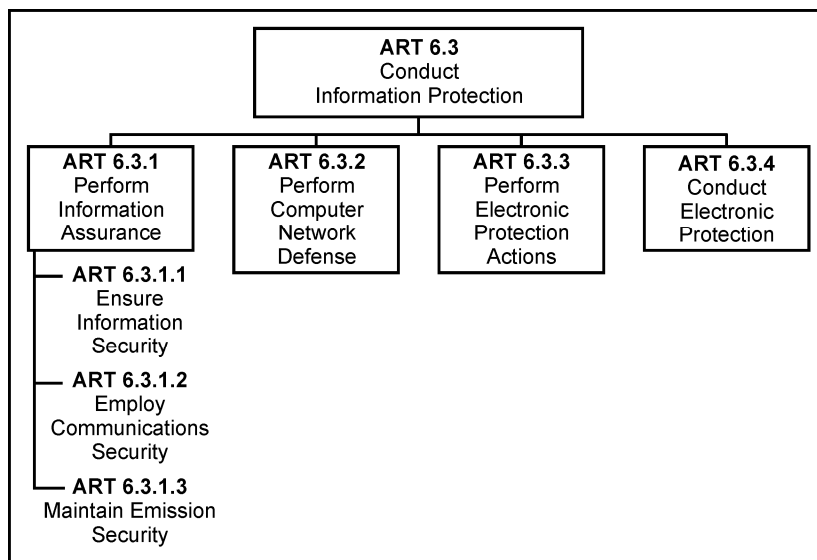 ART 6.3
Conduct
Information Protection
ART 6.3.1
Perform
Information
Assurance
ART 6.3.2
Perform
Computer
Network
Defense
ART 6.3.3
Perform
Electronic
Protection
Actions
ART 6.3.4
Conduct
Electronic
Protection
ART 6.3.1.1
Ensure
Information
Security
ART 6.3.1.2
Employ
Communications
Security
ART 6.3.1.3
Maintain Emission
Security